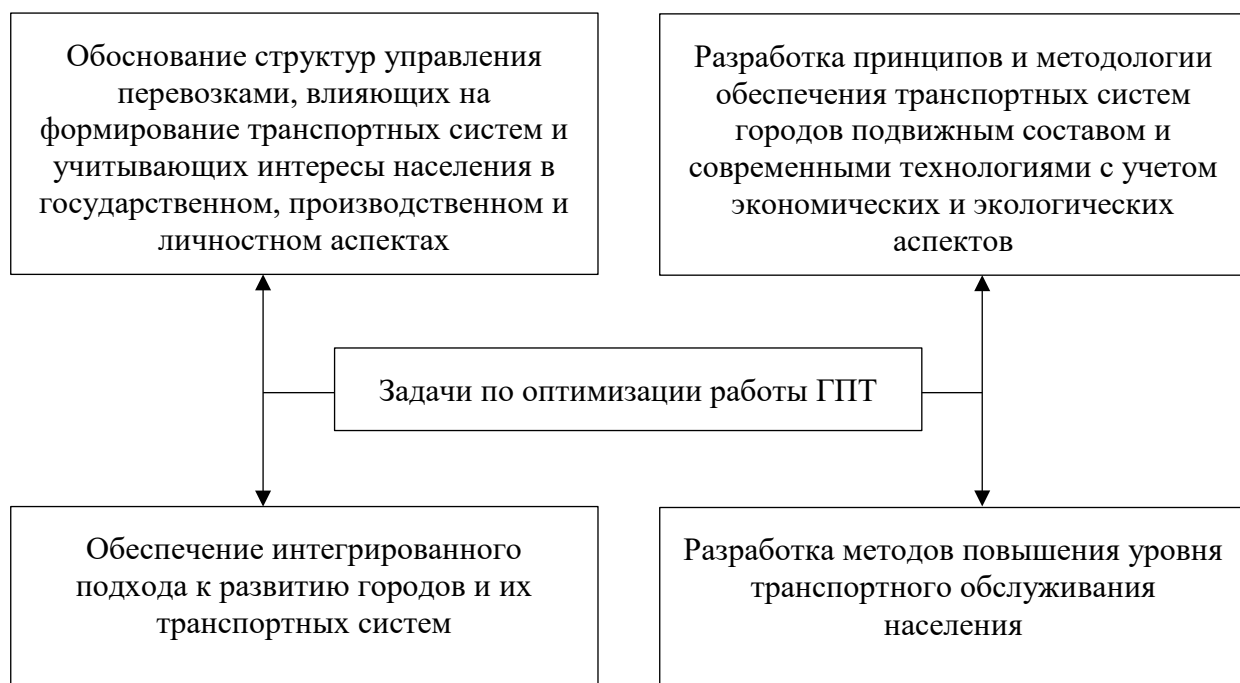 Обоснование структур управления
перевозками, влияющих на
формирование транспортных систем и
учитывающих интересы населения в
государственном, производственном и
личностном аспектах
Разработка принципов и методологии
обеспечения транспортных систем
городов подвижным составом и
современными технологиями с учетом
экономических и экологических
аспектов
Задачи по оптимизации работы ГПТ
Обеспечение интегрированного
подхода к развитию городов и их
транспортных систем
Разработка методов повышения уровня
транспортного обслуживания
населения